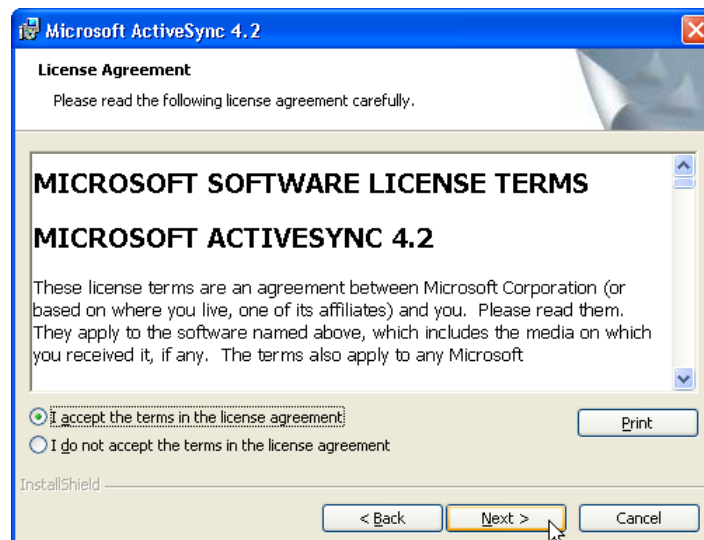 Microsoft ActiveSync 4.2
License Agreement
Please read the following license agreement carefully.
MICROSOFT SOFTWARE LICENSE TERMS
MICROSOFT ACTIVESYNC 4.2
These license terms are an agreement between Microsoft Corporation (or
based on where you live, one of its affiliates) and you.  Please read them.
They apply to the software named above, which includes the media on which
you received it, if any.  The terms also apply to any Microsoft
I accept the terms in the license agreement
Print
I do not accept the terms in the license agreement
InstallShield
< Back
Next >
Cancel